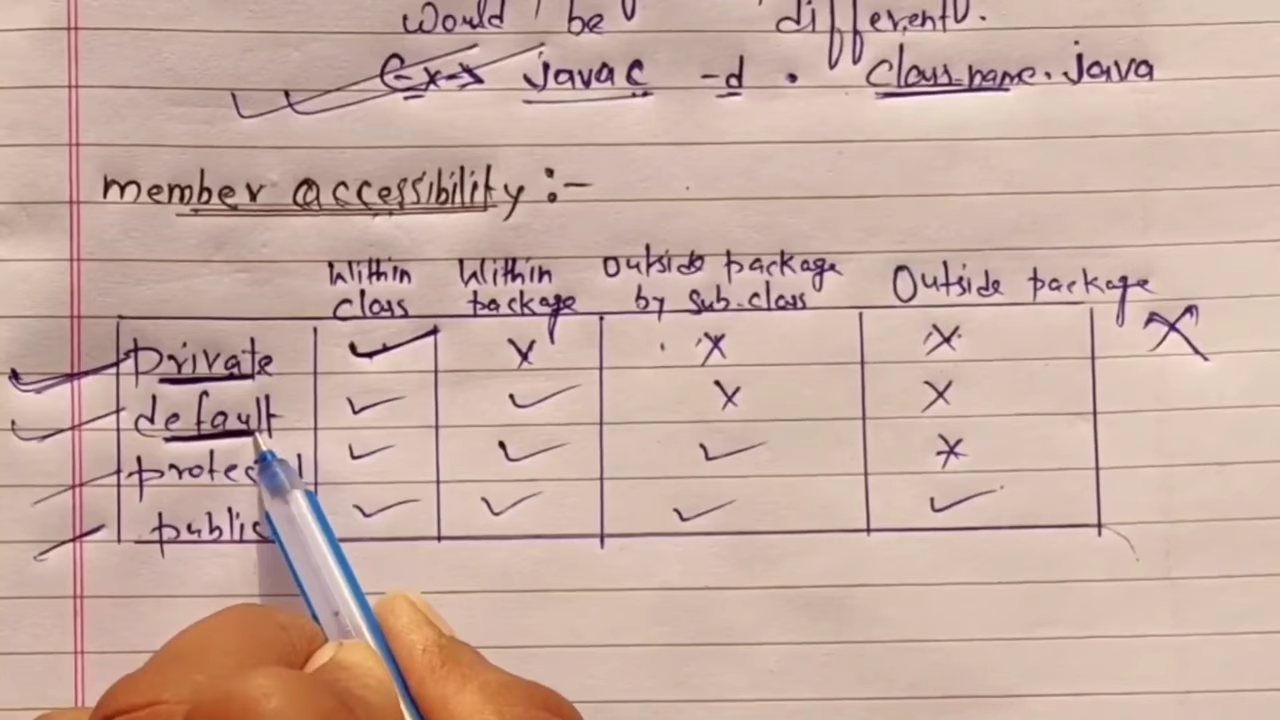 would be different.
Ex→ javac -d . Class-name.java
member accessibility :-
Within class Within package Outside package by sub-class Outside package
private ✓ x x x x
default ✓ ✓ x x
protected ✓ ✓ ✓ x
public ✓ ✓ ✓ ✓